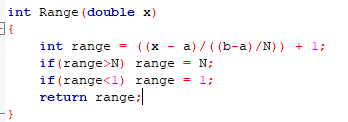 int Range(double x)
{
int range = ((x - a)/((b-a)/N)) + 1;
if(range>N) range = N;
if(range<1) range = 1;
return range;
}